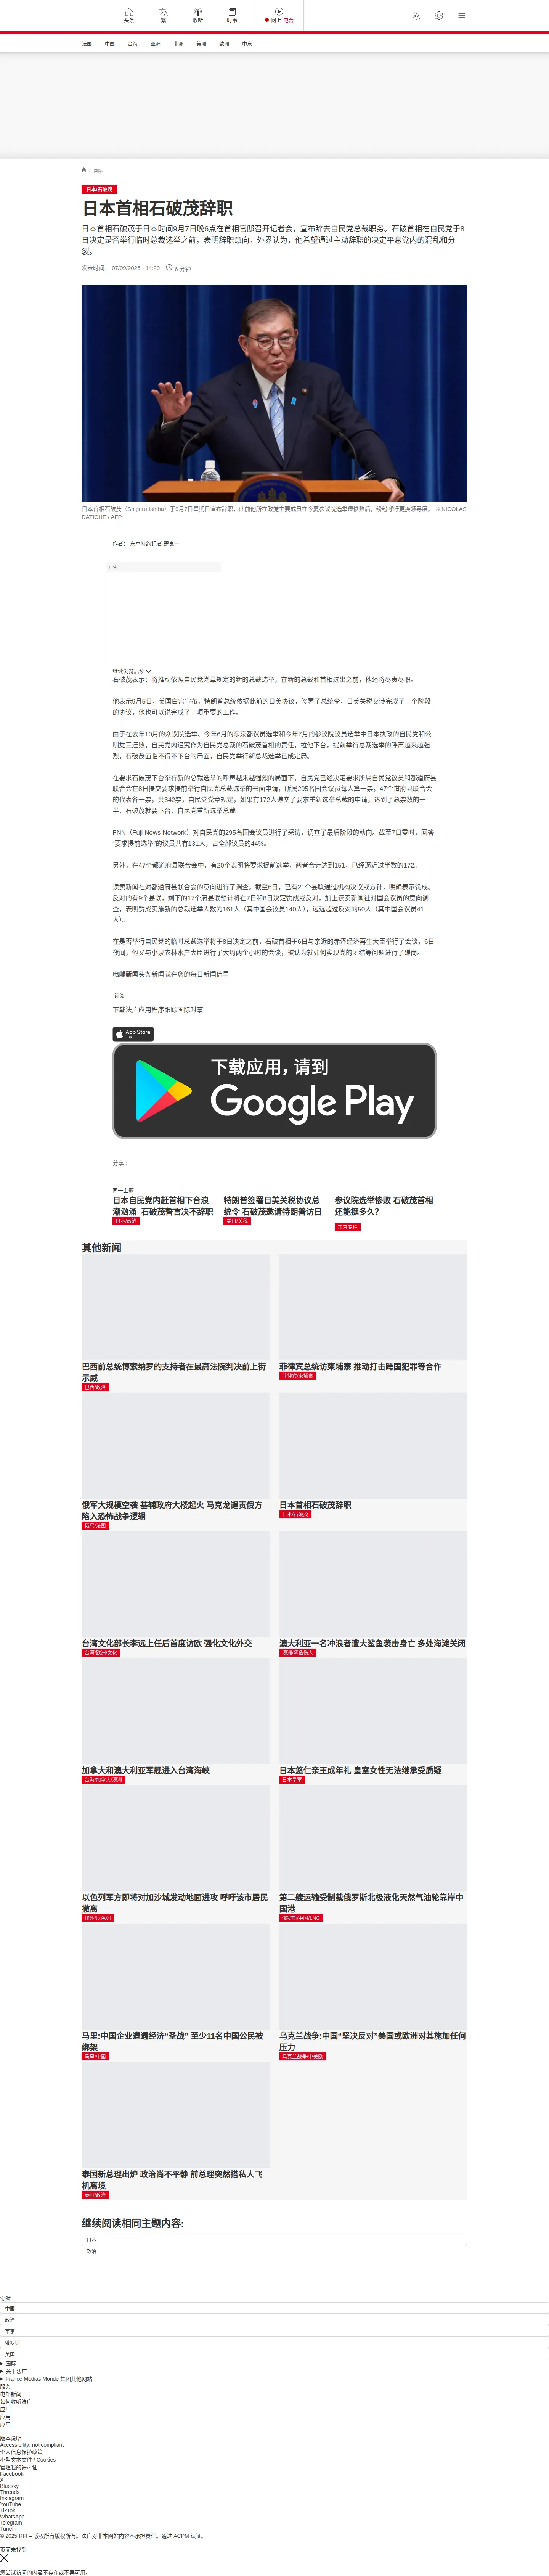 头条
繁
收听
时事
网上 电台
法国 中国 台海 亚洲 非洲 美洲 欧洲 中东
国际
日本/石破茂
日本首相石破茂辞职
日本首相石破茂于日本时间9月7日晚6点在首相官邸召开记者会，宣布辞去自民党总裁职务。石破首相在自民党于8
日决定是否举行临时总裁选举之前，表明辞职意向。外界认为，他希望通过主动辞职的决定平息党内的混乱和分
裂。
发表时间： 07/09/2025 - 14:29 6 分钟
日本首相石破茂（Shigeru Ishiba）于9月7日星期日宣布辞职，此前他所在政党主要成员在今夏参议院选举遭惨败后，纷纷呼吁更换领导层。 © NICOLAS
DATICHE / AFP
作者： 东京特约记者 楚良一
广告
继续浏览后续
石破茂表示：将推动依照自民党党章规定的新的总裁选举，在新的总裁和首相选出之前，他还将尽责尽职。
他表示9月5日，美国白宫宣布，特朗普总统依据此前的日美协议，签署了总统令，日美关税交涉完成了一个阶段
的协议，他也可以说完成了一项重要的工作。
由于在去年10月的众议院选举、今年6月的东京都议员选举和今年7月的参议院议员选举中日本执政的自民党和公
明党三连败，自民党内追究作为自民党总裁的石破茂首相的责任，拉他下台，提前举行总裁选举的呼声越来越强
烈，石破茂面临不得不下台的局面，自民党举行新总裁选举已成定局。
在要求石破茂下台举行新的总裁选举的呼声越来越强烈的局面下，自民党已经决定要求所属自民党议员和都道府县
联合会在8日提交要求提前举行自民党总裁选举的书面申请，所属295名国会议员每人算一票，47个道府县联合会
的代表各一票，共342票，自民党党章规定，如果有172人递交了要求重新选举总裁的申请，达到了总票数的一
半，石破茂就要下台，自民党重新选举总裁。
FNN（Fuji News Network）对自民党的295名国会议员进行了采访，调查了最后阶段的动向。截至7日零时，回答
“要求提前选举”的议员共有131人，占全部议员的44%。
另外，在47个都道府县联合中，有20个表明将要求提前选举，两者合计达到151，已经逼近过半数的172。
读卖新闻社对都道府县联合会的意向进行了调查。截至6日，已有21个县联通过机构决议或方针，明确表示赞成。
反对的有9个县联，剩下的17个府县联预计将在7日和8日决定赞成或反对。加上读卖新闻社对国会议员的意向调
查，表明赞成实施新的总裁选举人数为161人（其中国会议员140人），远远超过反对的50人（其中国会议员41
人）。
在是否举行自民党的临时总裁选举将于8日决定之前，石破首相于6日与亲近的赤泽经济再生大臣举行了会谈，6日
夜间，他又与小泉农林水产大臣进行了大约两个小时的会谈，被认为就如何实现党的团结等问题进行了磋商。
电邮新闻头条新闻就在您的每日新闻信里
订阅
下载法广应用程序跟踪国际时事
App Store
下载
下载应用，请到
Google Play
分享 :
同一主题
日本自民党内赶首相下台浪
潮汹涌 石破茂誓言决不辞职
日本/政治
特朗普签署日美关税协议总
统令 石破茂邀请特朗普访日
美日/关税
参议院选举惨败 石破茂首相
还能挺多久？
东京专栏
其他新闻
巴西前总统博索纳罗的支持者在最高法院判决前上街
示威
巴西/政治
菲律宾总统访柬埔寨 推动打击跨国犯罪等合作
菲律宾/柬埔寨
俄军大规模空袭 基辅政府大楼起火 马克龙谴责俄方
陷入恐怖战争逻辑
俄乌/法国
日本首相石破茂辞职
日本/石破茂
台湾文化部长李远上任后首度访欧 强化文化外交
台湾/欧洲/文化
澳大利亚一名冲浪者遭大鲨鱼袭击身亡 多处海滩关闭
澳洲/鲨鱼伤人
加拿大和澳大利亚军舰进入台湾海峡
台海/加拿大/澳洲
日本悠仁亲王成年礼 皇室女性无法继承受质疑
日本皇室
以色列军方即将对加沙城发动地面进攻 呼吁该市居民
撤离
加沙/以色列
第二艘运输受制裁俄罗斯北极液化天然气油轮靠岸中
国港
俄罗斯/中国/LNG
马里:中国企业遭遇经济“圣战” 至少11名中国公民被
绑架
马里/中国
乌克兰战争:中国“坚决反对”美国或欧洲对其施加任何
压力
乌克兰战争/中美欧
泰国新总理出炉 政治尚不平静 前总理突然搭私人飞
机离境
泰国/政治
继续阅读相同主题内容:
日本
政治
实时
中国
政治
军事
俄罗斯
美国
国际
关于法广
France Médias Monde 集团其他网站
服务
电邮新闻
如何收听法广
应用
应用
应用
版本说明
Accessibility: not compliant
个人信息保护政策
小型文本文件 / Cookies
管理我的许可证
Facebook
X
Bluesky
Threads
Instagram
YouTube
TikTok
WhatsApp
Telegram
TuneIn
© 2025 RFI – 版权所有版权所有。法广对非本网站内容不承担责任。通过 ACPM 认证。
页面未找到
您尝试访问的内容不存在或不再可用。